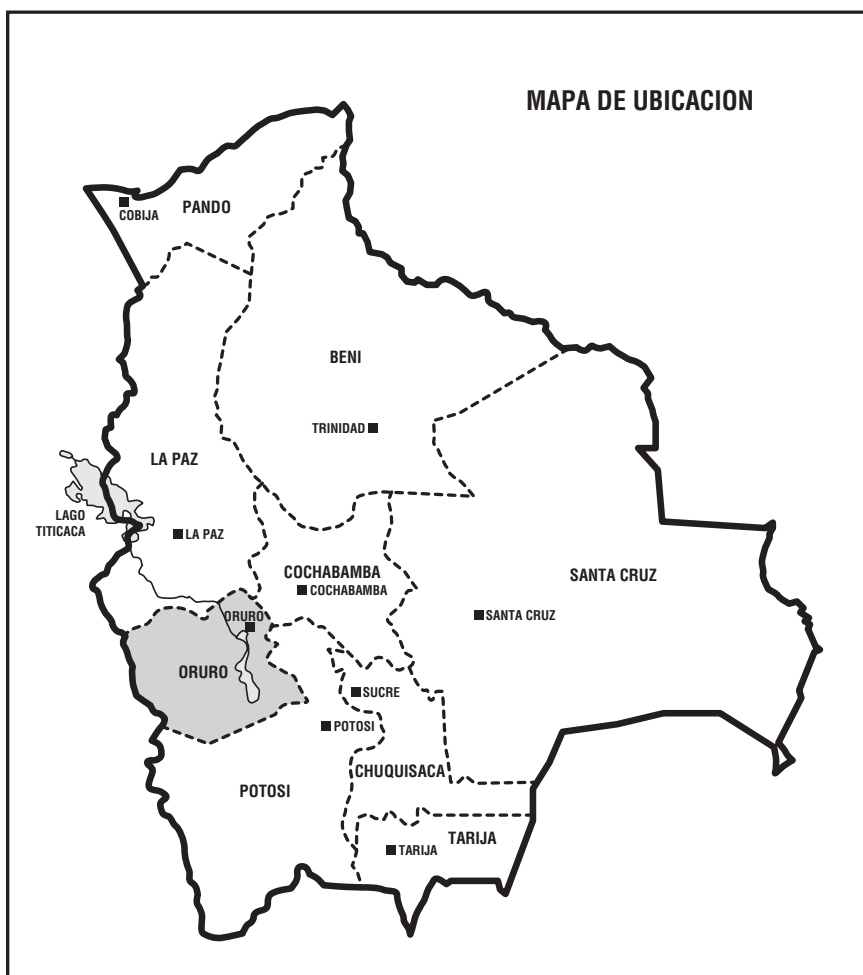 MAPA DE UBICACION
COBIJA
PANDO
BENI
TRINIDAD
LA PAZ
LAGO
TITICACA
LA PAZ
COCHABAMBA
COCHABAMBA
SANTA CRUZ
SANTA CRUZ
ORURO
ORURO
SUCRE
POTOSI
CHUQUISACA
POTOSI
TARIJA
TARIJA